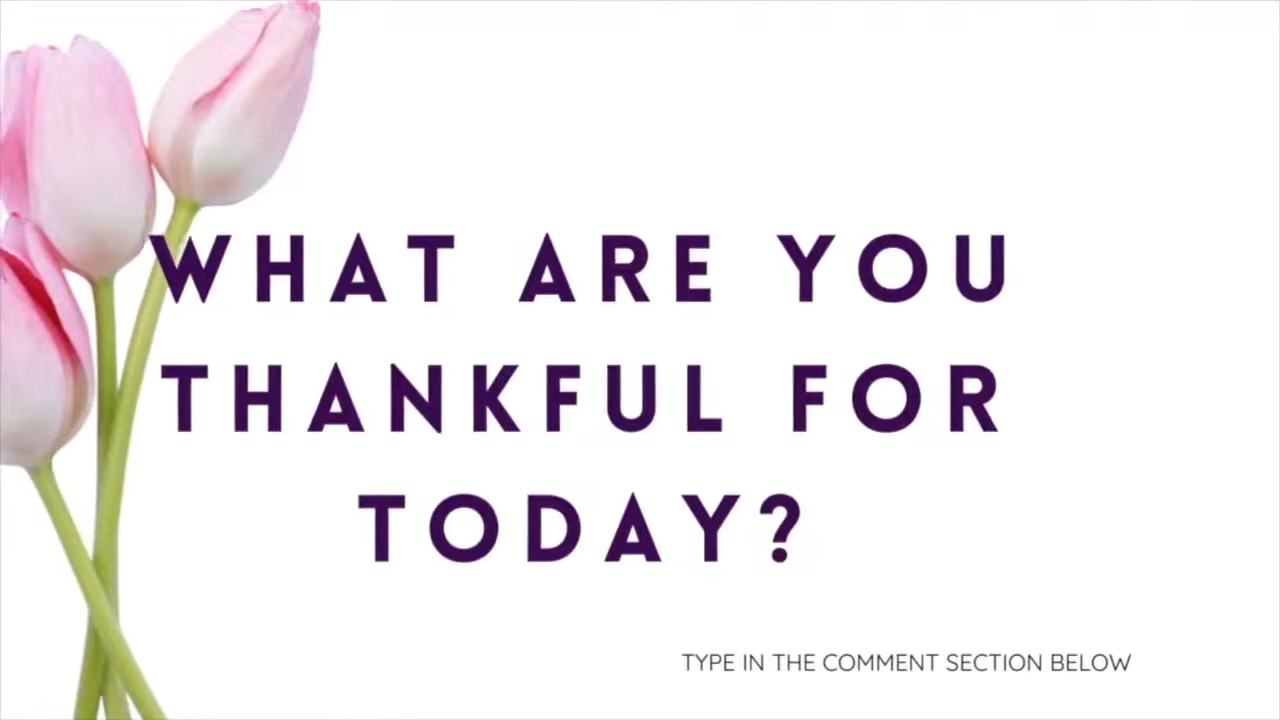 WHAT ARE YOU
THANKFUL FOR
TODAY?
TYPE IN THE COMMENT SECTION BELOW